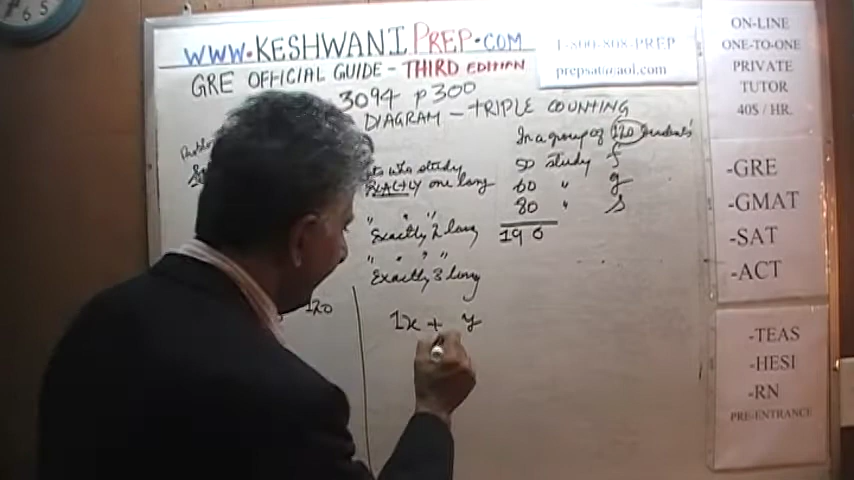 www.KESHWANIPREP.COM
1-800-808-PREP
prepsat@aol.com
GRE OFFICIAL GUIDE - THIRD EDITION
3094 p300
DIAGRAM - TRIPLE COUNTING
In a group of 120 students
who study
EXACTLY one lang
50 study f
60 " g
80 " s
190
" " "
Exactly 2 lang
" " " "
Exactly 3 lang
120
1x + y
ON-LINE
ONE-TO-ONE
PRIVATE
TUTOR
40$ / HR.
-GRE
-GMAT
-SAT
-ACT
-TEAS
-HESI
-RN
PRE-ENTRANCE
6
5